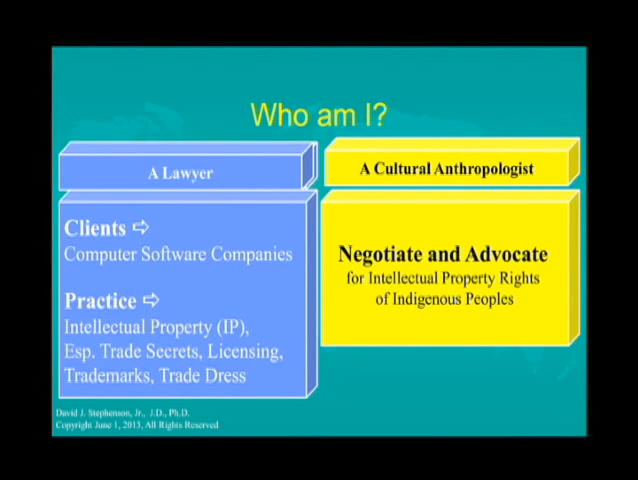 Who am I?
A Lawyer
Clients ⇨
Computer Software Companies
Practice ⇨
Intellectual Property (IP),
Esp. Trade Secrets, Licensing,
Trademarks, Trade Dress
A Cultural Anthropologist
Negotiate and Advocate
for Intellectual Property Rights
of Indigenous Peoples
David J. Stephenson, Jr., J.D., Ph.D.
Copyright June 1, 2013, All Rights Reserved